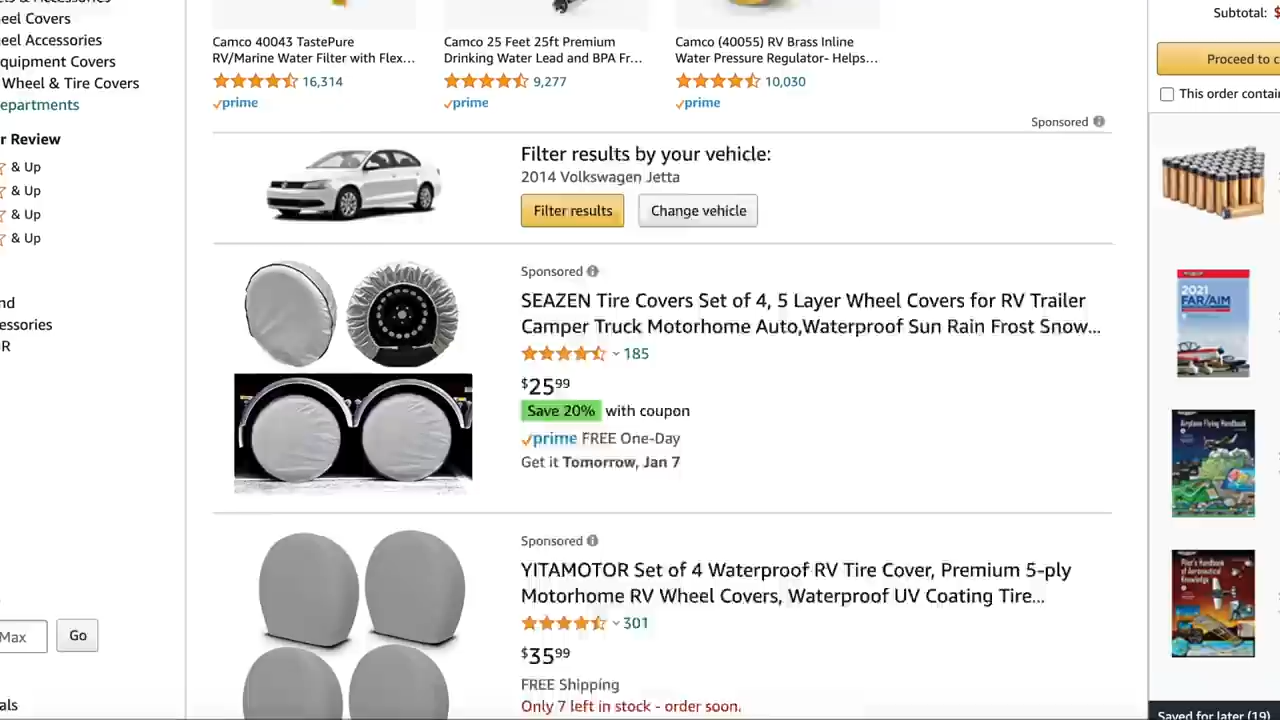 eel Covers
eel Accessories
quipment Covers
Wheel & Tire Covers
epartments
r Review
& Up
& Up
& Up
& Up
nd
essories
R
Max
Go
als
Camco 40043 TastePure
RV/Marine Water Filter with Flex...
16,314
prime
Camco 25 Feet 25ft Premium
Drinking Water Lead and BPA Fr...
9,277
prime
Camco (40055) RV Brass Inline
Water Pressure Regulator- Helps...
10,030
prime
Sponsored
Filter results by your vehicle:
2014 Volkswagen Jetta
Filter results
Change vehicle
Sponsored
SEAZEN Tire Covers Set of 4, 5 Layer Wheel Covers for RV Trailer
Camper Truck Motorhome Auto,Waterproof Sun Rain Frost Snow...
185
$25 99
Save 20% with coupon
prime FREE One-Day
Get it Tomorrow, Jan 7
Sponsored
YITAMOTOR Set of 4 Waterproof RV Tire Cover, Premium 5-ply
Motorhome RV Wheel Covers, Waterproof UV Coating Tire...
301
$35 99
FREE Shipping
Only 7 left in stock - order soon.
Subtotal: $
Proceed to c
This order contai
2021
FAR/AIM
Airplane Flying Handbook
Pilot's Handbook
of Aeronautical
Knowledge
Saved for later (19)